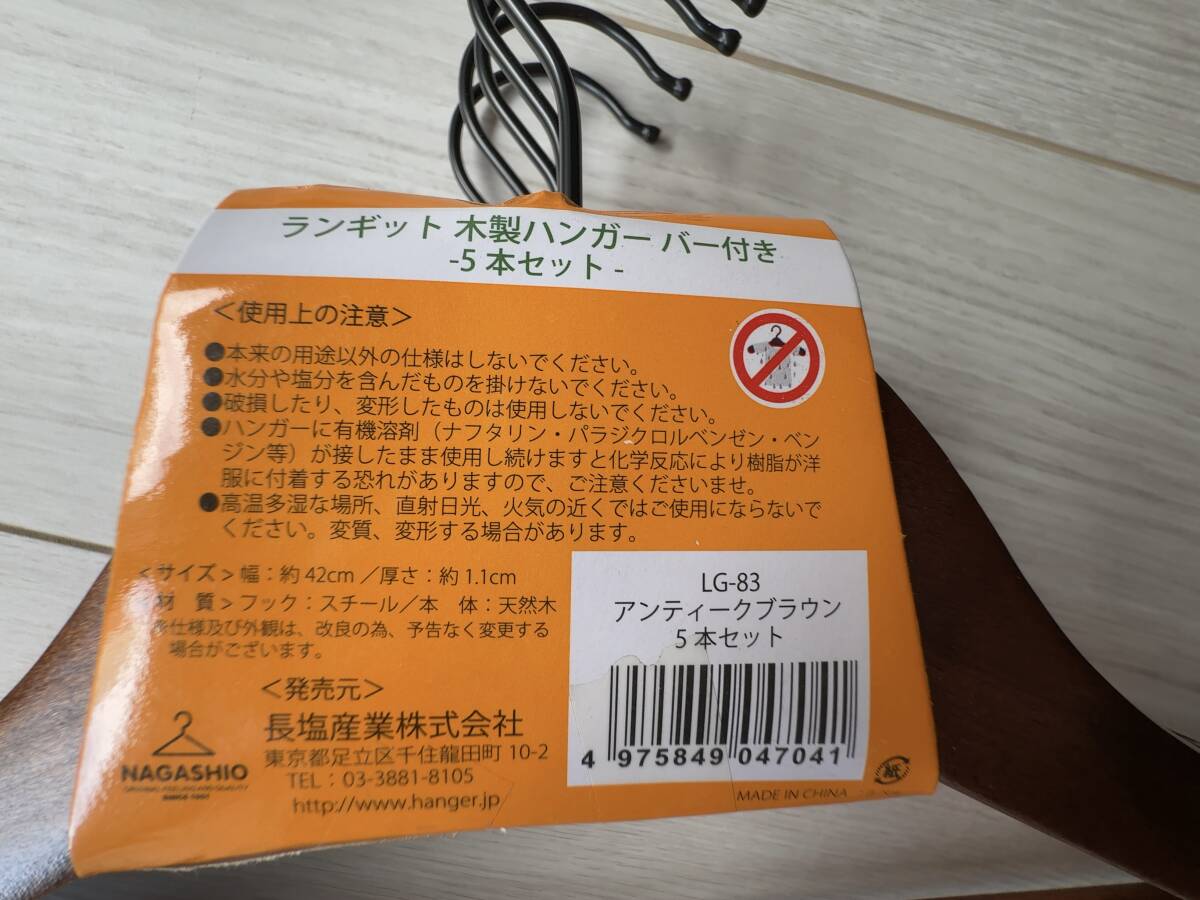 ランギット 木製ハンガー バー付き
-5本セット-
＜使用上の注意＞
●本来の用途以外の仕様はしないでください。
●水分や塩分を含んだものを掛けないでください。
●破損したり、変形したものは使用しないでください。
●ハンガーに有機溶剤（ナフタリン・パラジクロルベンゼン・ベン
ジン等）が接したまま使用し続けますと化学反応により樹脂が洋
服に付着する恐れがありますので、ご注意くださいませ。
●高温多湿な場所、直射日光、火気の近くではご使用にならないで
ください。変質、変形する場合があります。
＜サイズ＞幅：約42cm／厚さ：約1.1cm
材 質＞フック：スチール／本 体：天然木
※仕様及び外観は、改良の為、予告なく変更する
場合がございます。
＜発売元＞
長塩産業株式会社
東京都足立区千住龍田町 10-2
TEL：03-3881-8105
http://www.hanger.jp
NAGASHIO
LG-83
アンティークブラウン
5本セット
4 975849 047041
MADE IN CHINA
紙